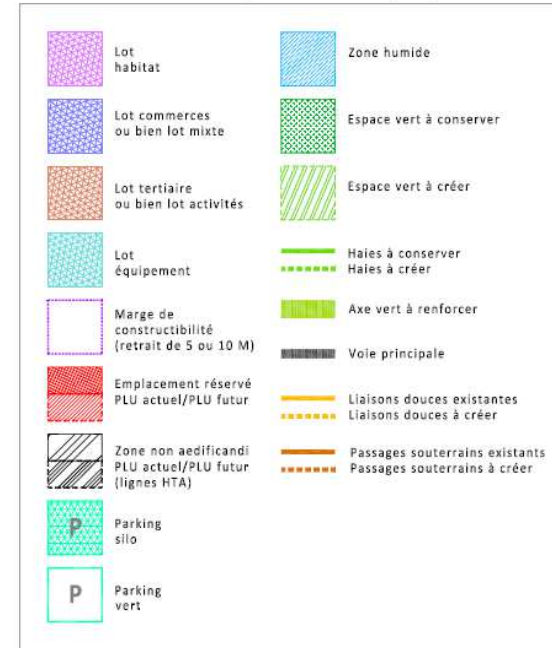 Lot
habitat
Lot commerces
ou bien lot mixte
Lot tertiaire
ou bien lot activités
Lot
équipement
Marge de
constructibilité
(retrait de 5 ou 10 M)
Emplacement réservé
PLU actuel/PLU futur
Zone non aedificandi
PLU actuel/PLU futur
(lignes HTA)
P
Parking
silo
P
Parking
vert
Zone humide
Espace vert à conserver
Espace vert à créer
Haies à conserver
Haies à créer
Axe vert à renforcer
Voie principale
Liaisons douces existantes
Liaisons douces à créer
Passages souterrains existants
Passages souterrains à créer